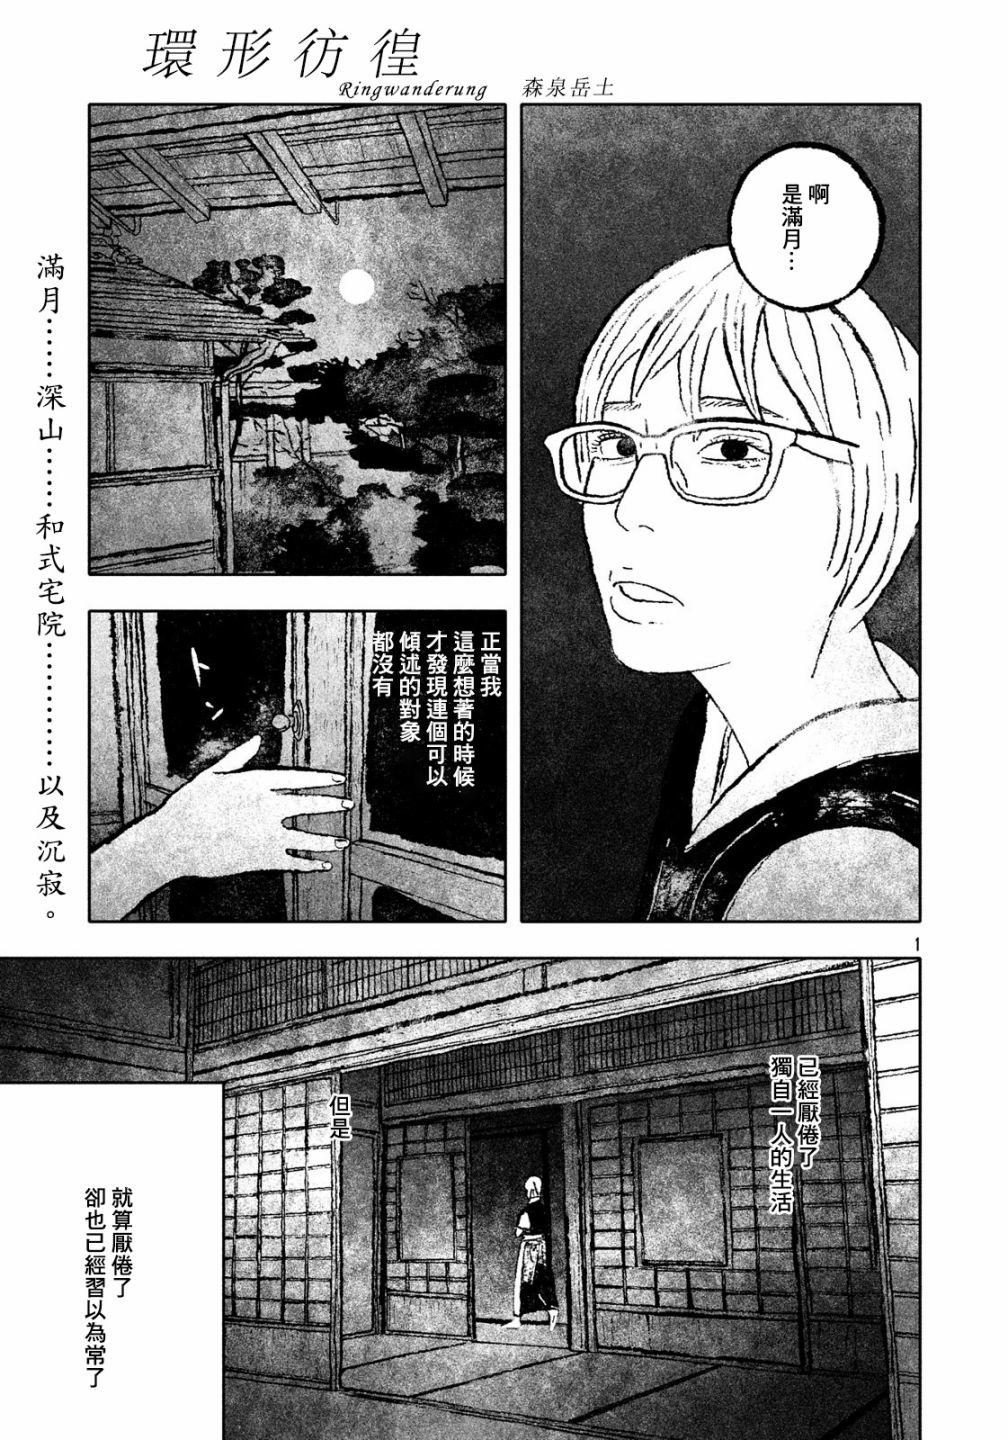 環形彷徨
Ringwanderung
森泉岳土
啊
是滿月…
滿月……深山……和式宅院…………以及沉寂。
正當我
這麼想著的時候
才發現連個可以
傾述的對象
都沒有
ト
1
已經厭倦了
獨自一人的生活
但是
就算厭倦了
卻也已經習以為常了